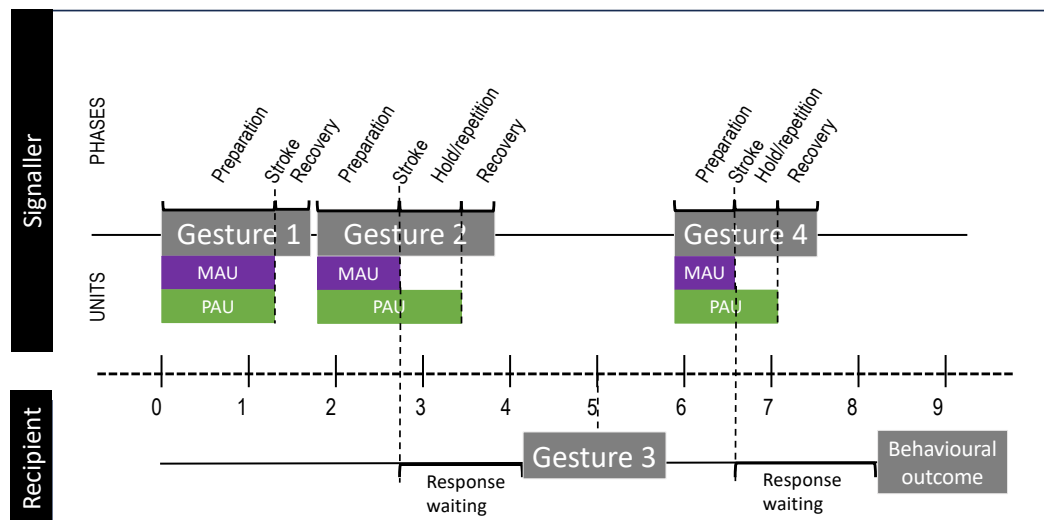 Signaller
PHASES
Preparation
Stroke
Recovery
Preparation
Stroke
Hold/repetition
Recovery
Preparation
Stroke
Hold/repetition
Recovery
Gesture 1
Gesture 2
Gesture 4
UNITS
MAU
MAU
MAU
PAU
PAU
PAU
0 1 2 3 4 5 6 7 8 9
Recipient
Gesture 3
Behavioural
outcome
Response
waiting
Response
waiting